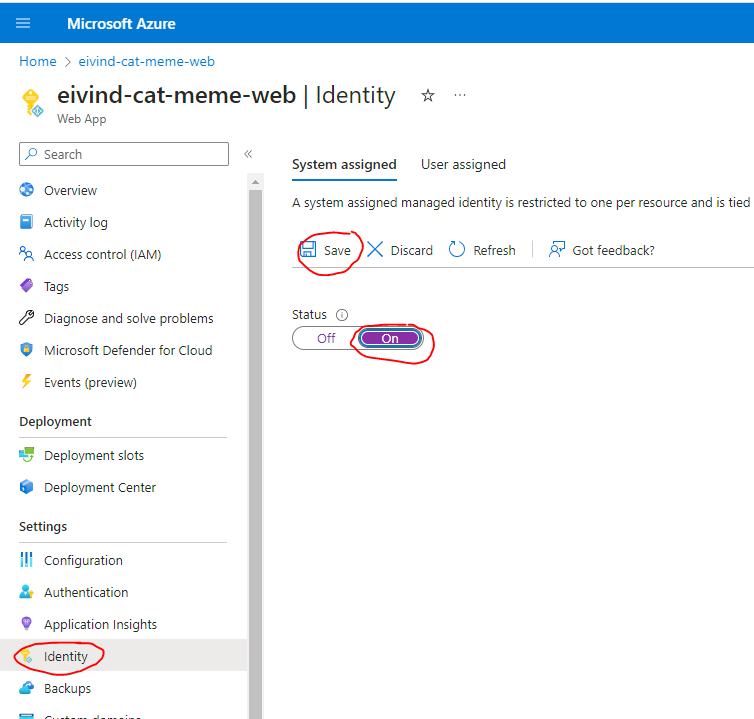 Microsoft Azure
Home > eivind-cat-meme-web
eivind-cat-meme-web | Identity
Web App
Search
Overview
Activity log
Access control (IAM)
Tags
Diagnose and solve problems
Microsoft Defender for Cloud
Events (preview)
Deployment
Deployment slots
Deployment Center
Settings
Configuration
Authentication
Application Insights
Identity
Backups
Custom domains
System assigned User assigned
A system assigned managed identity is restricted to one per resource and is tied
Save Discard Refresh Got feedback?
Status
Off On